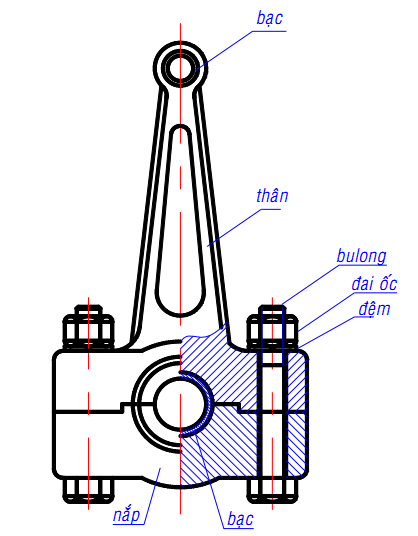 bạc
thân
bulong
đai ốc
đệm
nắp
bạc